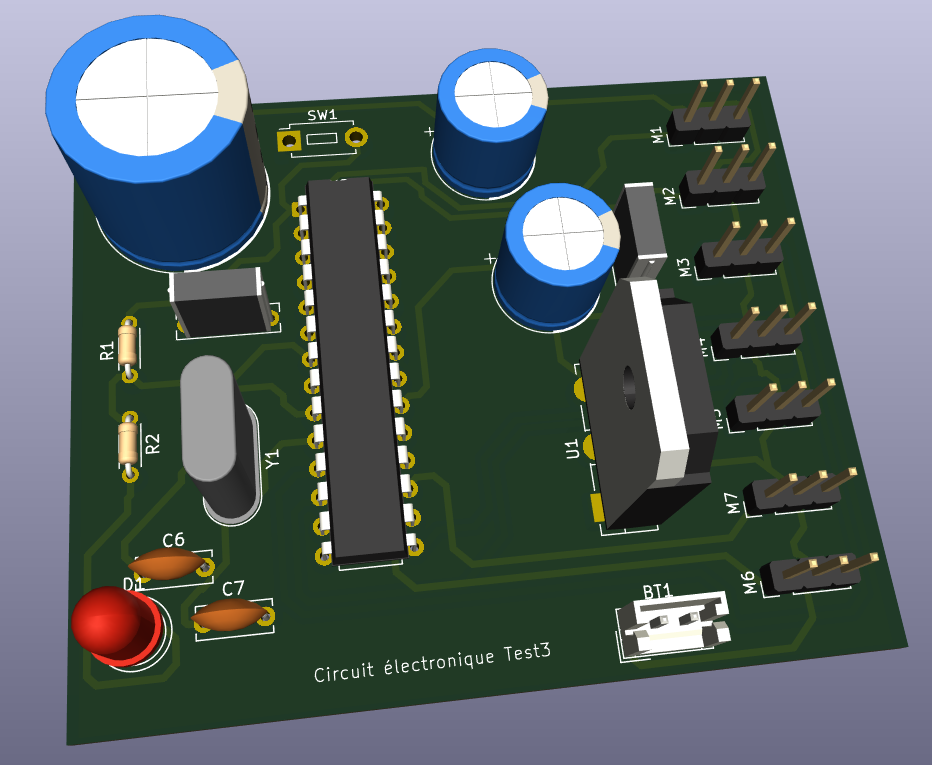 SW1
+
M1
M2
+
M3
R1
R2
Y1
U1
M7
C6
D1
C7
BT1
M6
Circuit électronique Test3